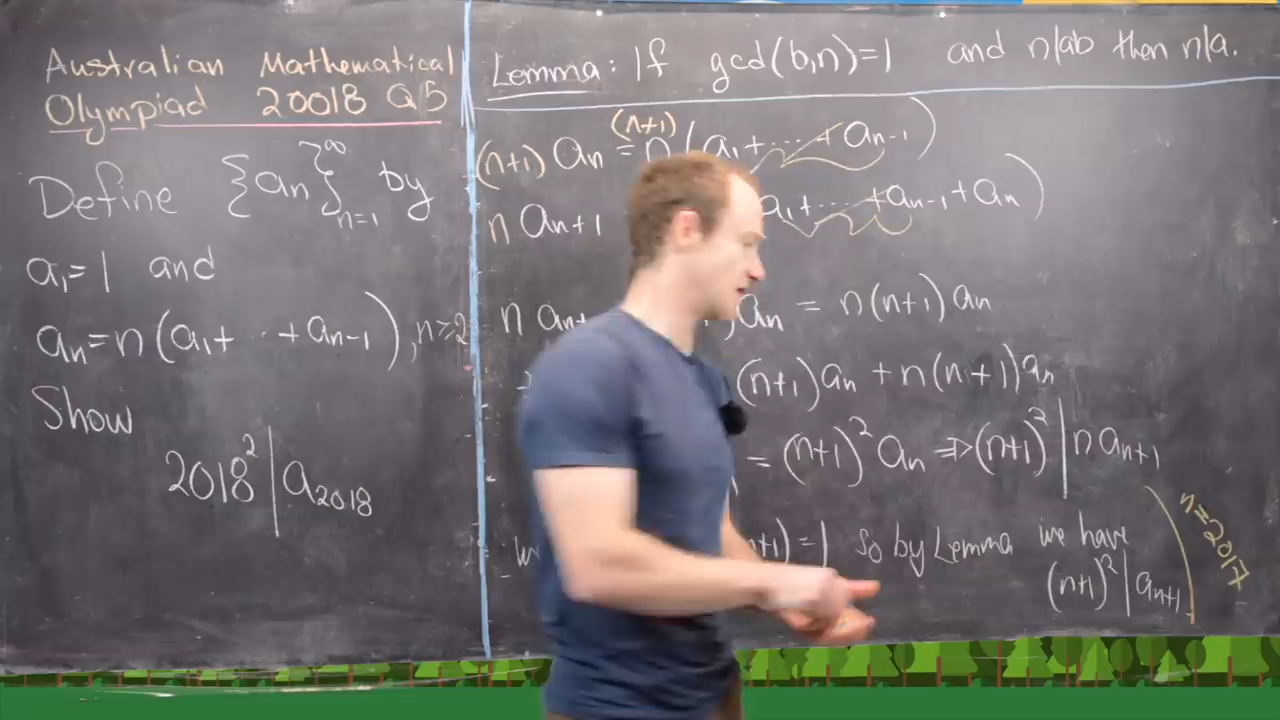 Australian Mathematical
Olympiad 20018 Q5
Define {an}∞n=1 by
a1=1 and
an=n(a1+ ··· +an-1), n≥2
Show
2018² | a2018
Lemma: If gcd(b,n)=1 and n|ab then n|a.
(n+1) an = (n+1) n (a1+ ··· +an-1)
n an+1 a1+ ··· +an-1+an)
n an = n(n+1) an
(n+1)an + n(n+1)an
= (n+1)² an ⇒ (n+1)² | n an+1
n+1) = 1 so by Lemma we have
(n+1)² | an+1
n=2017